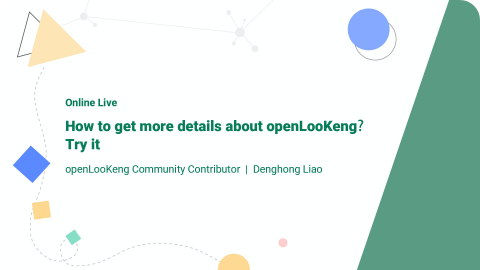 Online Live
How to get more details about openLooKeng?
Try it
openLooKeng Community Contributor | Denghong Liao